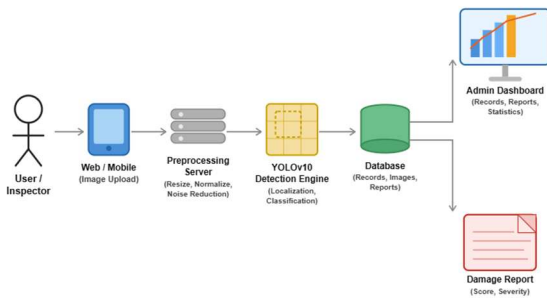 User /
Inspector
Web / Mobile
(Image Upload)
Preprocessing
Server
(Resize, Normalize,
Noise Reduction)
YOLOv10
Detection Engine
(Localization,
Classification)
Database
(Records, Images,
Reports)
Admin Dashboard
(Records, Reports,
Statistics)
Damage Report
(Score, Severity)